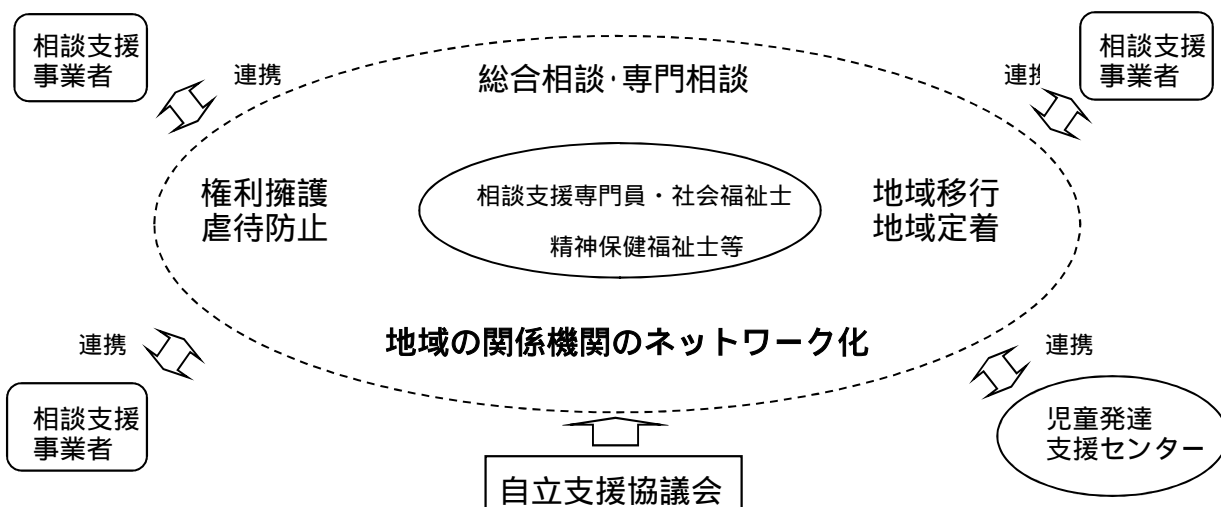 相談支援
事業者
連携
総合相談・専門相談
連携
相談支援
事業者
権利擁護
虐待防止
相談支援専門員・社会福祉士
精神保健福祉士等
地域移行
地域定着
地域の関係機関のネットワーク化
連携
相談支援
事業者
連携
児童発達
支援センター
自立支援協議会